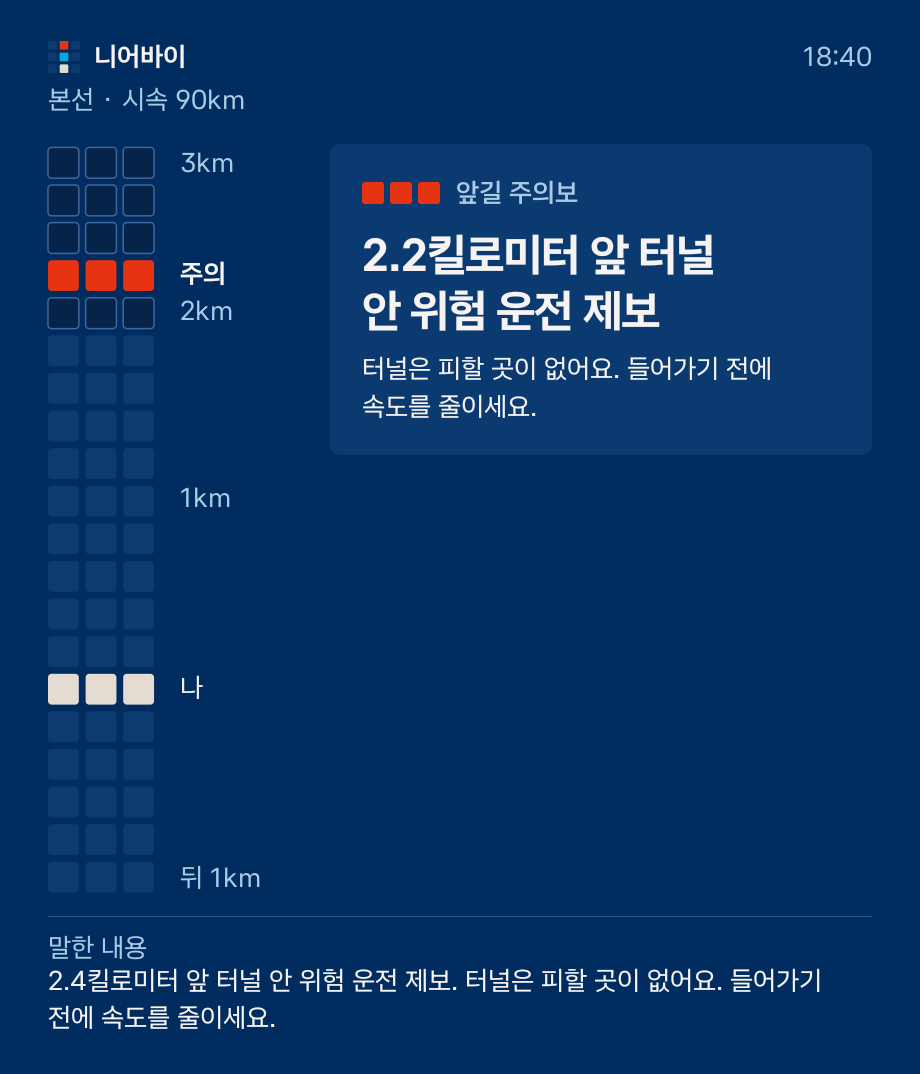 니어바이
18:40
본선 · 시속 90km
3km
주의
2km
1km
나
뒤 1km
앞길 주의보
2.2킬로미터 앞 터널
안 위험 운전 제보
터널은 피할 곳이 없어요. 들어가기 전에
속도를 줄이세요.
말한 내용
2.4킬로미터 앞 터널 안 위험 운전 제보. 터널은 피할 곳이 없어요. 들어가기
전에 속도를 줄이세요.